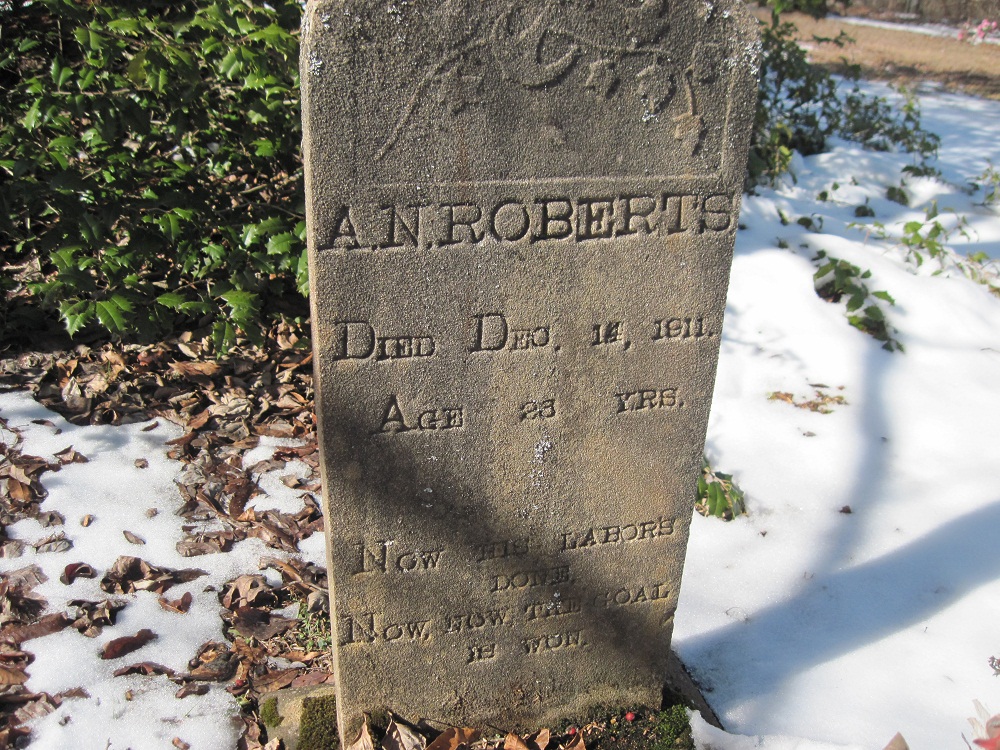 A.N. ROBERTS
DIED DEC. 14, 1911.
AGE 23 YRS.
NOW HIS LABORS
DONE,
NOW, NOW, THE GOAL
IS WON.